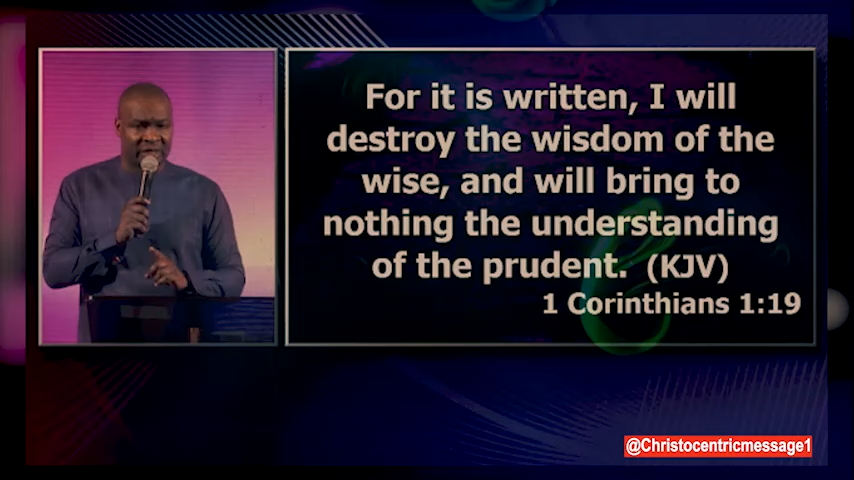 For it is written, I will
destroy the wisdom of the
wise, and will bring to
nothing the understanding
of the prudent. (KJV)
1 Corinthians 1:19
@Christocentricmessage1